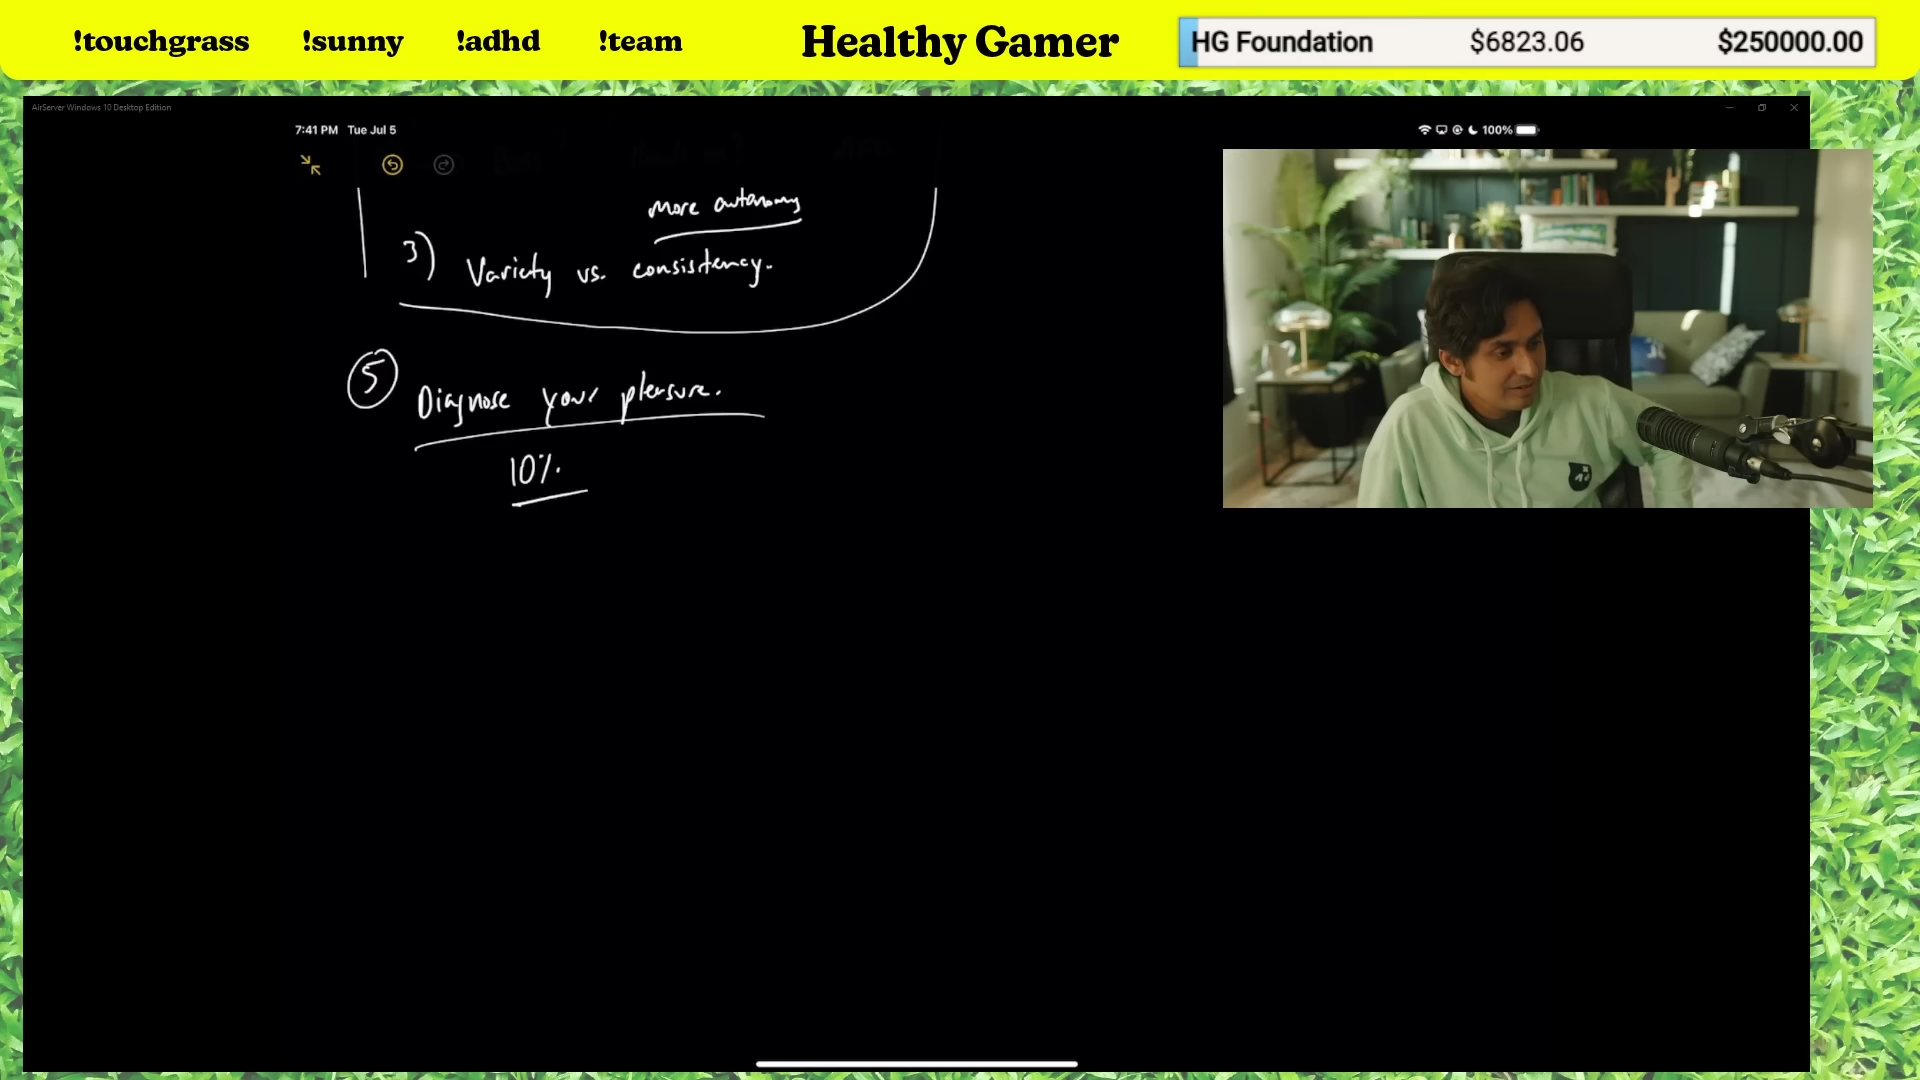 !touchgrass !sunny !adhd !team Healthy Gamer HG Foundation $6823.06 $250000.00
AirServer Windows 10 Desktop Edition
7:41 PM Tue Jul 5 100%
More autonomy
3) Variety vs. consistency.
5 Diagnose your pleasure.
10%